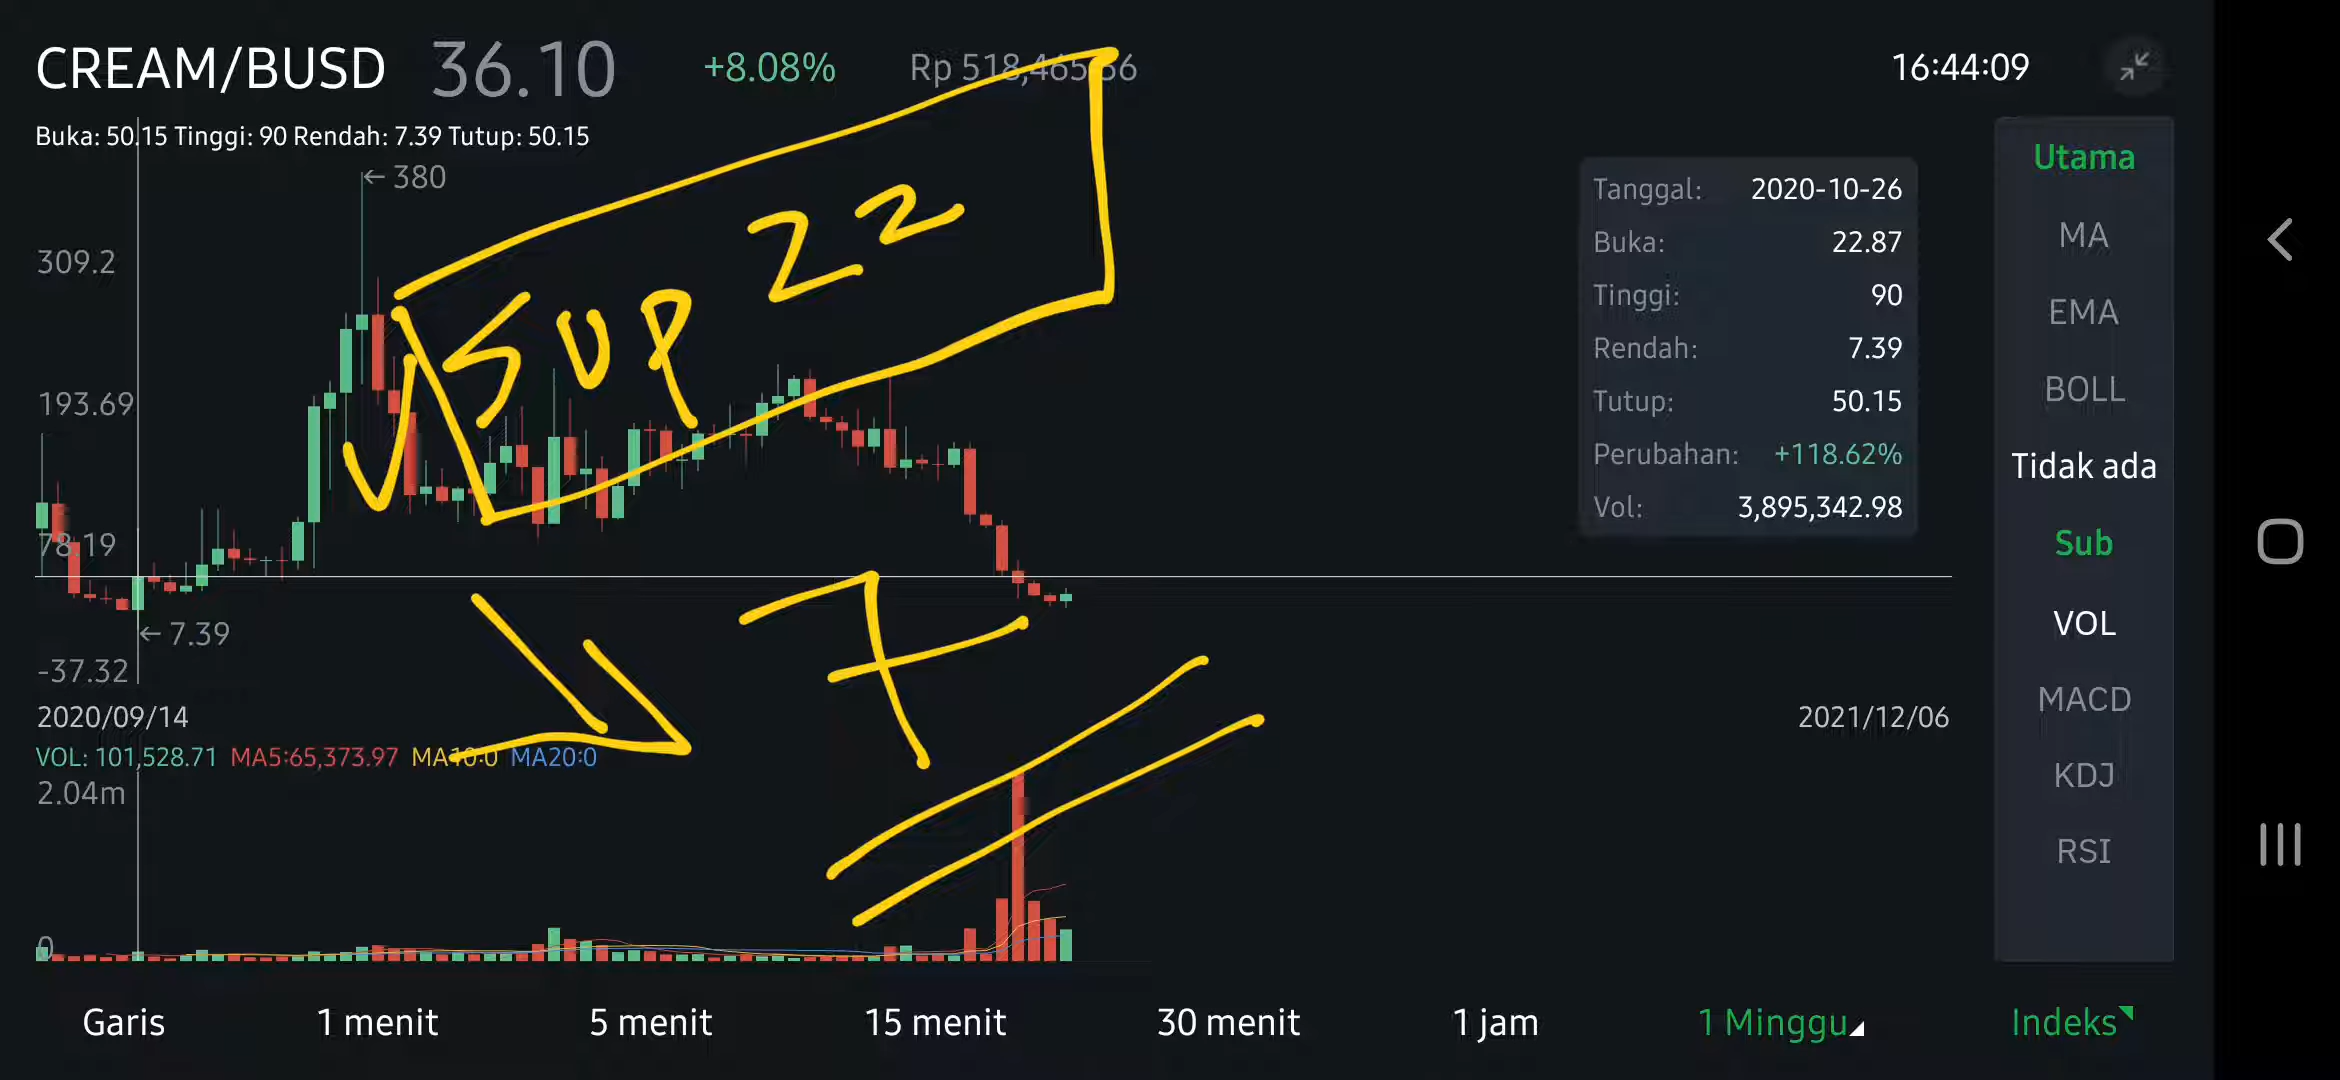 CREAM/BUSD 36.10 +8.08% Rp 518,465.56 16:44:09
Buka: 50.15 Tinggi: 90 Rendah: 7.39 Tutup: 50.15
←380
309.2
193.69
78.19
←7.39
-37.32
2020/09/14 2021/12/06
VOL: 101,528.71 MA5:65,373.97 MA10:0 MA20:0
2.04m
0
SUP 22
7
Tanggal: 2020-10-26
Buka: 22.87
Tinggi: 90
Rendah: 7.39
Tutup: 50.15
Perubahan: +118.62%
Vol: 3,895,342.98
Utama
MA
EMA
BOLL
Tidak ada
Sub
VOL
MACD
KDJ
RSI
Garis 1 menit 5 menit 15 menit 30 menit 1 jam 1 Minggu Indeks